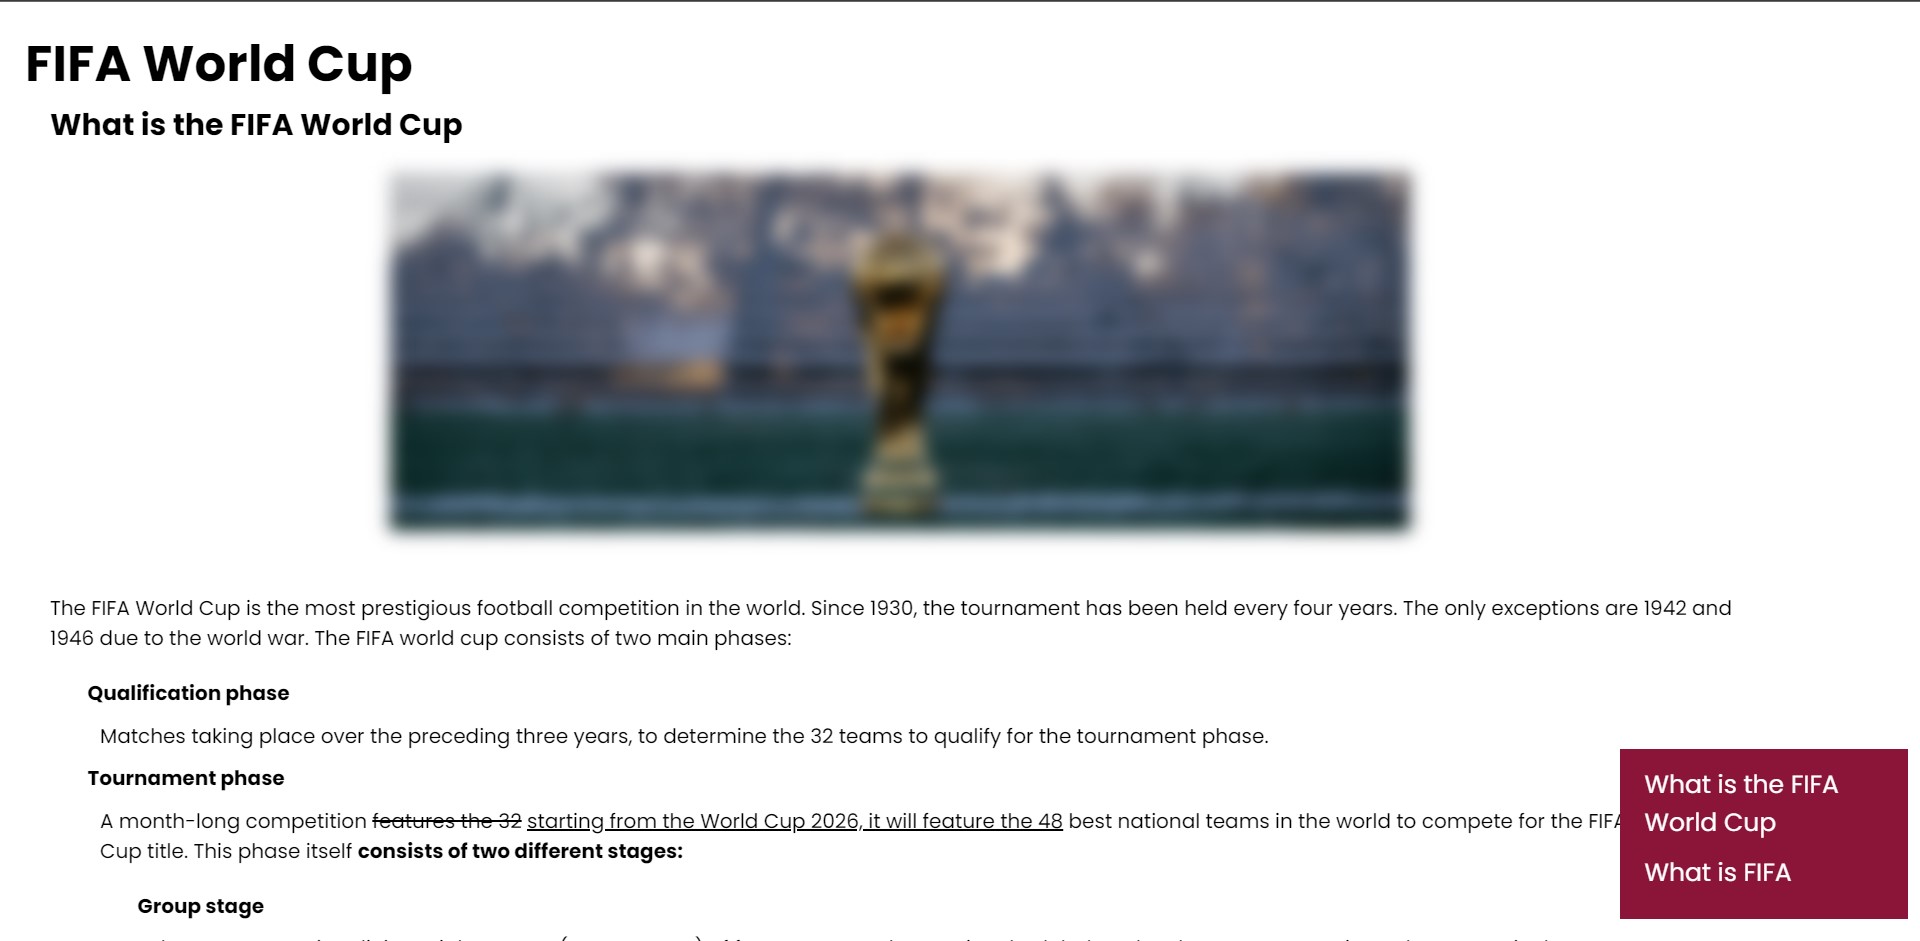 FIFA World Cup
What is the FIFA World Cup
The FIFA World Cup is the most prestigious football competition in the world. Since 1930, the tournament has been held every four years. The only exceptions are 1942 and
1946 due to the world war. The FIFA world cup consists of two main phases:
Qualification phase
Matches taking place over the preceding three years, to determine the 32 teams to qualify for the tournament phase.
Tournament phase
A month-long competition features the 32 starting from the World Cup 2026, it will feature the 48 best national teams in the world to compete for the FIFA
Cup title. This phase itself consists of two different stages:
Group stage
What is the FIFA
World Cup
What is FIFA